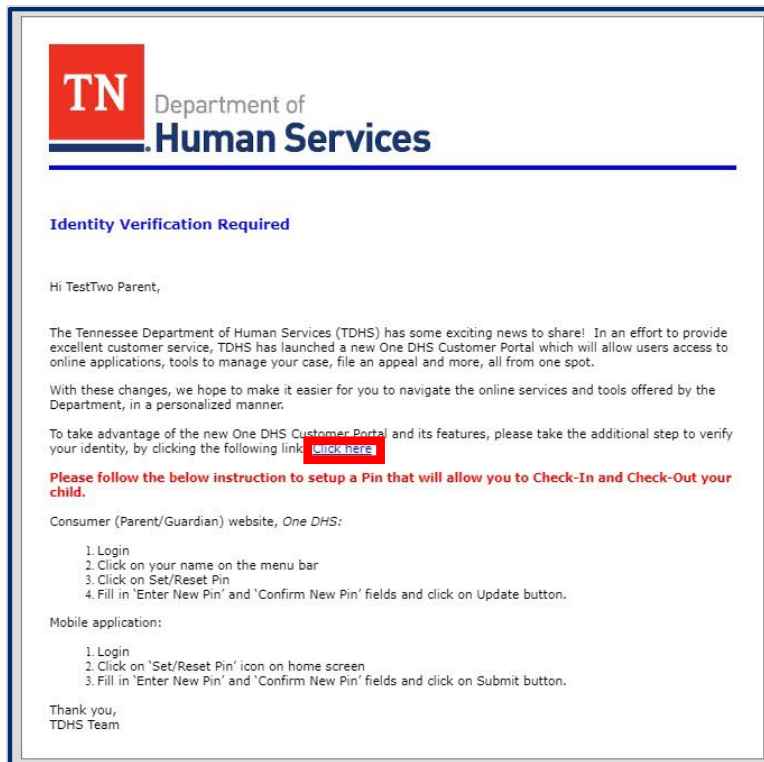 TN
Department of
Human Services
Identity Verification Required
Hi TestTwo Parent,
The Tennessee Department of Human Services (TDHS) has some exciting news to share!  In an effort to provide
excellent customer service, TDHS has launched a new One DHS Customer Portal which will allow users access to
online applications, tools to manage your case, file an appeal and more, all from one spot.
With these changes, we hope to make it easier for you to navigate the online services and tools offered by the
Department, in a personalized manner.
To take advantage of the new One DHS Customer Portal and its features, please take the additional step to verify
your identity, by clicking the following link Click here
Please follow the below instruction to setup a Pin that will allow you to Check-In and Check-Out your
child.
Consumer (Parent/Guardian) website, One DHS:
1. Login
2. Click on your name on the menu bar
3. Click on Set/Reset Pin
4. Fill in 'Enter New Pin' and 'Confirm New Pin' fields and click on Update button.
Mobile application:
1. Login
2. Click on 'Set/Reset Pin' icon on home screen
3. Fill in 'Enter New Pin' and 'Confirm New Pin' fields and click on Submit button.
Thank you,
TDHS Team